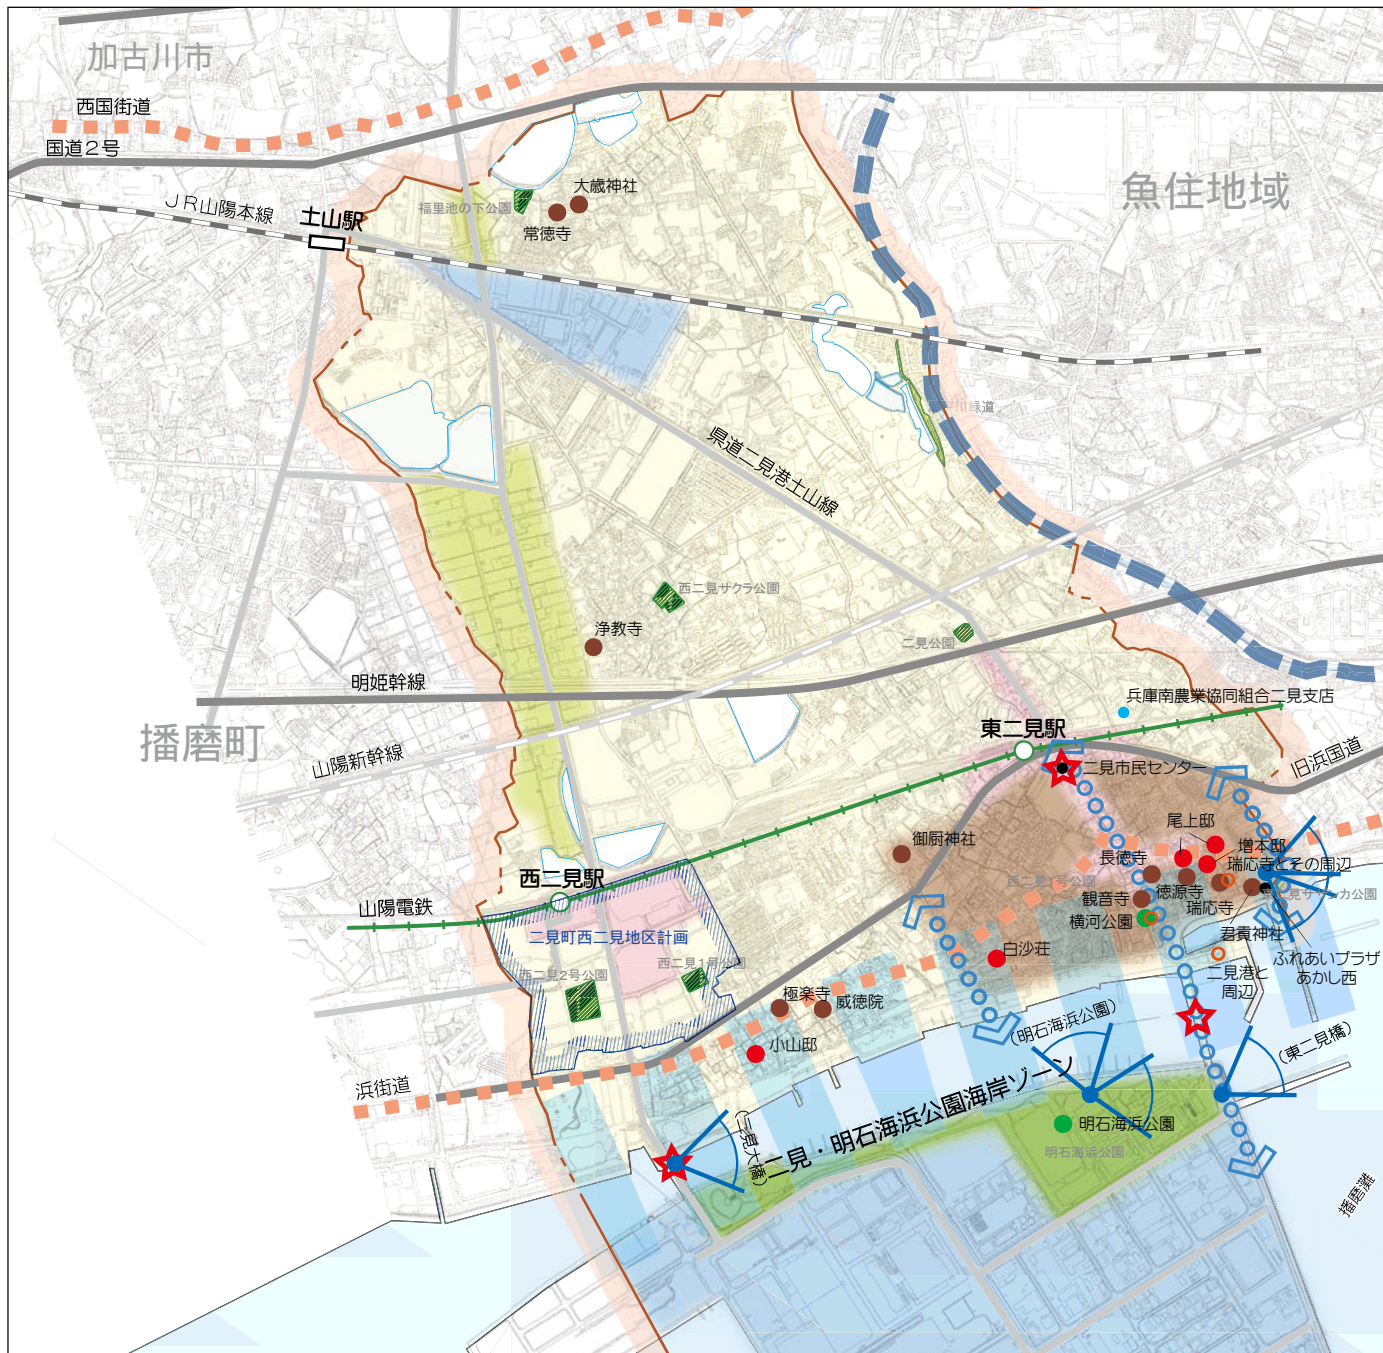 加古川市
西国街道
国道2号
JR山陽本線
土山駅
福里池の下公園
大歳神社
常徳寺
魚住地域
川緑道
県道二見港土山線
西二見サクラ公園
浄教寺
二見公園
明姫幹線
播磨町
山陽新幹線
兵庫南農業協同組合二見支店
東二見駅
二見市民センター
旧浜国道
尾上邸
増本邸
御厨神社
長徳寺
瑞応寺とその周辺
西二見駅
山陽電鉄
観音寺
徳源寺
瑞応寺
横河公園
君貢神社
二見町西二見地区計画
西二見2号公園
西二見1号公園
白沙荘
ふれあいプラザ
あかし西
二見港と
周辺
極楽寺
威徳院
小山邸
浜街道
(明石海浜公園)
(東二見橋)
(二見大橋)
二見・明石海浜公園海岸ゾーン
明石海浜公園
明石海浜公園
播磨灘